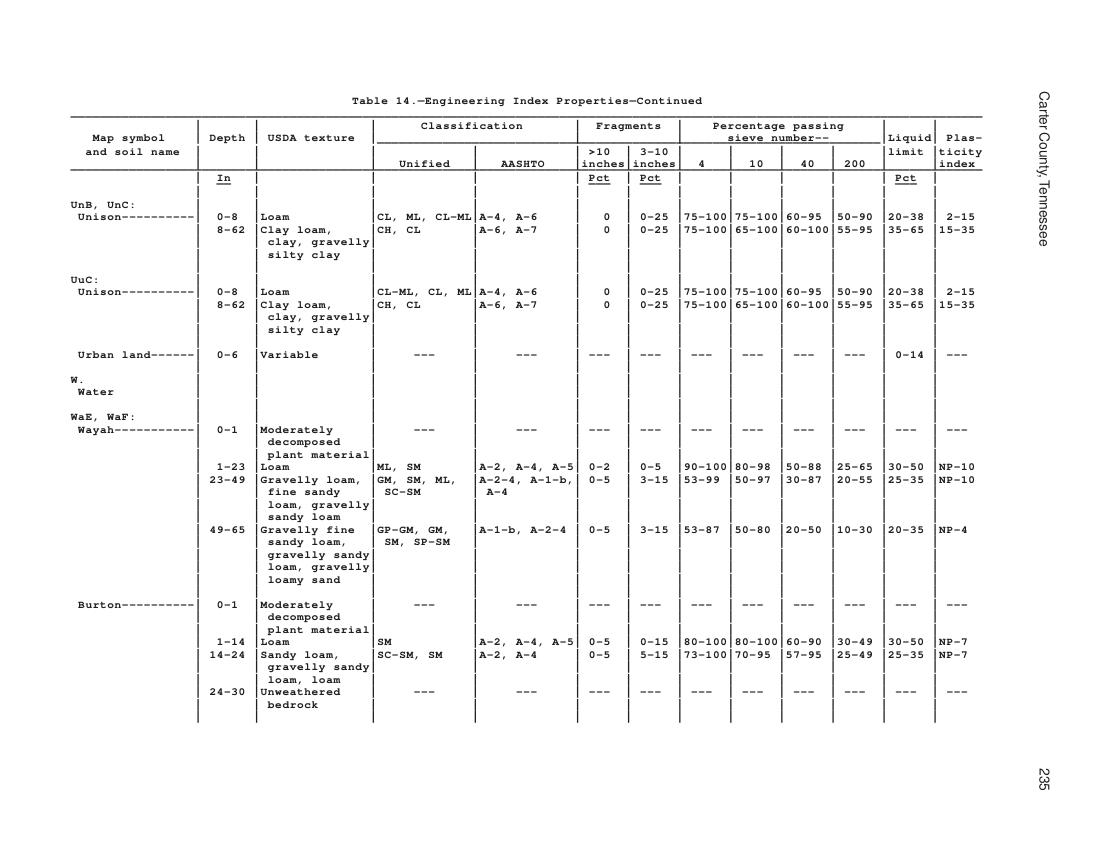 Table 14.—Engineering Index Properties—Continued
Classification Fragments Percentage passing
Map symbol Depth USDA texture sieve number-- Liquid Plas-
and soil name >10 3-10 limit ticity
Unified AASHTO inches inches 4 10 40 200 index
In Pct Pct Pct
UnB, UnC:
Unison---------- 0-8 Loam CL, ML, CL-ML A-4, A-6 0 0-25 75-100 75-100 60-95 50-90 20-38 2-15
8-62 Clay loam, CH, CL A-6, A-7 0 0-25 75-100 65-100 60-100 55-95 35-65 15-35
clay, gravelly
silty clay
UuC:
Unison---------- 0-8 Loam CL-ML, CL, ML A-4, A-6 0 0-25 75-100 75-100 60-95 50-90 20-38 2-15
8-62 Clay loam, CH, CL A-6, A-7 0 0-25 75-100 65-100 60-100 55-95 35-65 15-35
clay, gravelly
silty clay
Urban land------ 0-6 Variable --- --- --- --- --- --- --- --- 0-14 ---
W.
Water
WaE, WaF:
Wayah----------- 0-1 Moderately --- --- --- --- --- --- --- --- --- ---
decomposed
plant material
1-23 Loam ML, SM A-2, A-4, A-5 0-2 0-5 90-100 80-98 50-88 25-65 30-50 NP-10
23-49 Gravelly loam, GM, SM, ML, A-2-4, A-1-b, 0-5 3-15 53-99 50-97 30-87 20-55 25-35 NP-10
fine sandy SC-SM A-4
loam, gravelly
sandy loam
49-65 Gravelly fine GP-GM, GM, A-1-b, A-2-4 0-5 3-15 53-87 50-80 20-50 10-30 20-35 NP-4
sandy loam, SM, SP-SM
gravelly sandy
loam, gravelly
loamy sand
Burton---------- 0-1 Moderately --- --- --- --- --- --- --- --- --- ---
decomposed
plant material
1-14 Loam SM A-2, A-4, A-5 0-5 0-15 80-100 80-100 60-90 30-49 30-50 NP-7
14-24 Sandy loam, SC-SM, SM A-2, A-4 0-5 5-15 73-100 70-95 57-95 25-49 25-35 NP-7
gravelly sandy
loam, loam
24-30 Unweathered --- --- --- --- --- --- --- --- --- ---
bedrock
Carter County, Tennessee
235